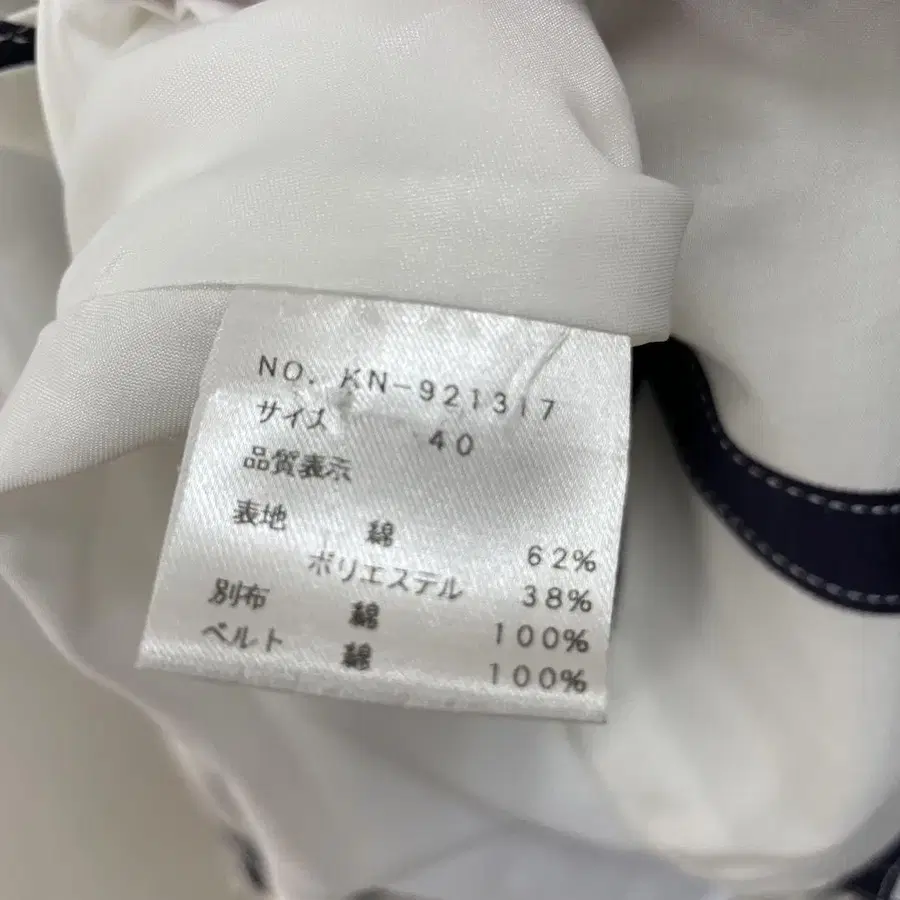 NO. KN-921317
サイズ 40
品質表示
表地 綿 62%
ポリエステル 38%
別布 綿 100%
ベルト 綿 100%